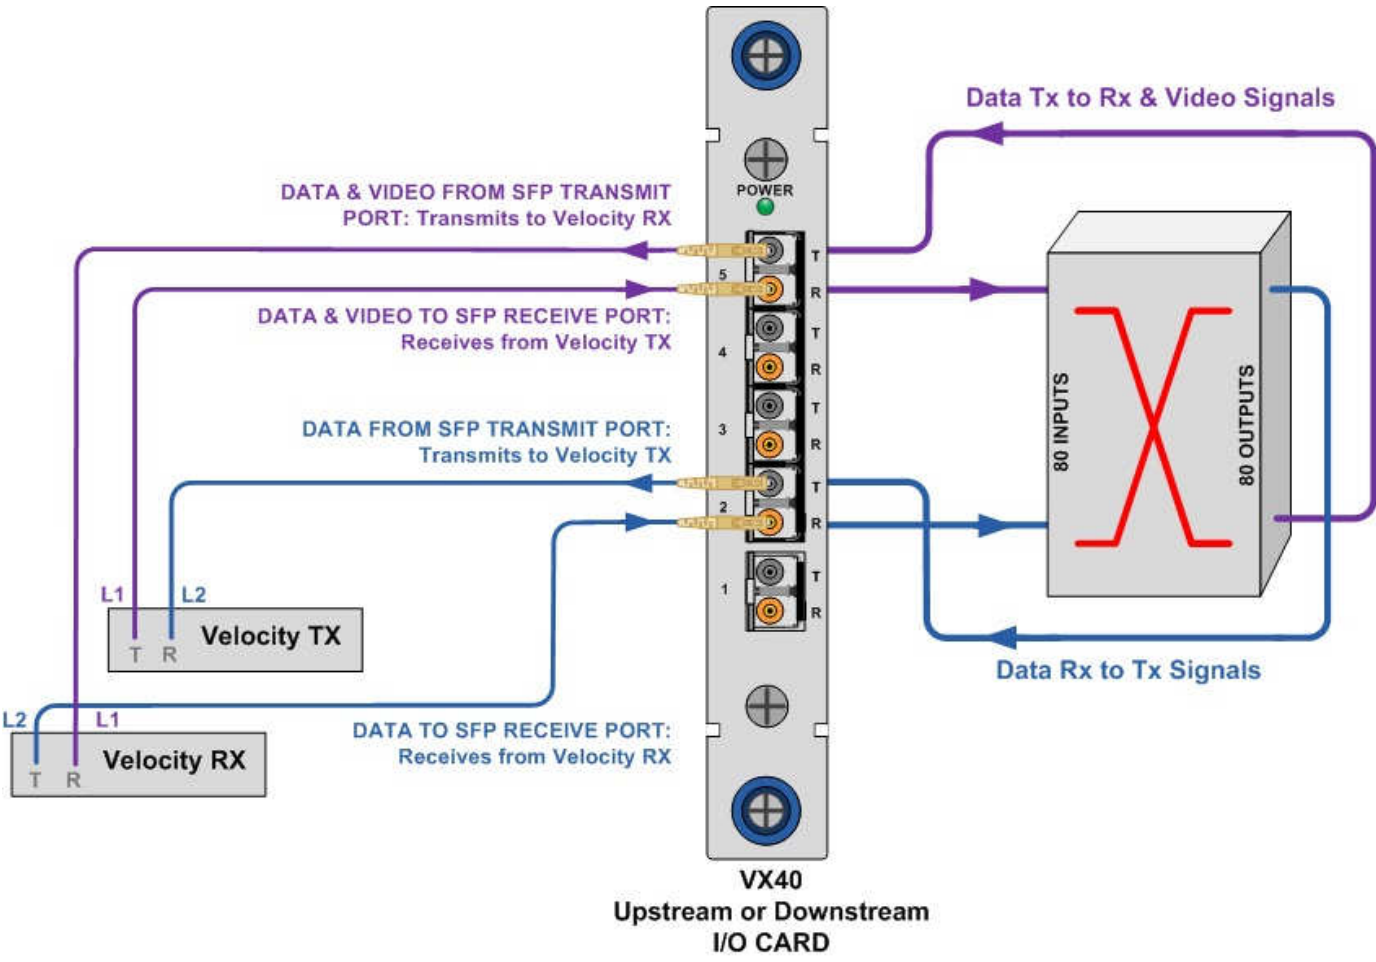 Data Tx to Rx & Video Signals
DATA & VIDEO FROM SFP TRANSMIT
PORT: Transmits to Velocity RX
POWER
T
5
R
DATA & VIDEO TO SFP RECEIVE PORT:
Receives from Velocity TX
T
4
R
T
3
R
DATA FROM SFP TRANSMIT PORT:
Transmits to Velocity TX
T
2
R
T
1
R
80 INPUTS
80 OUTPUTS
Data Rx to Tx Signals
L1
L2
Velocity TX
T R
L2
L1
Velocity RX
T R
DATA TO SFP RECEIVE PORT:
Receives from Velocity RX
VX40
Upstream or Downstream
I/O CARD